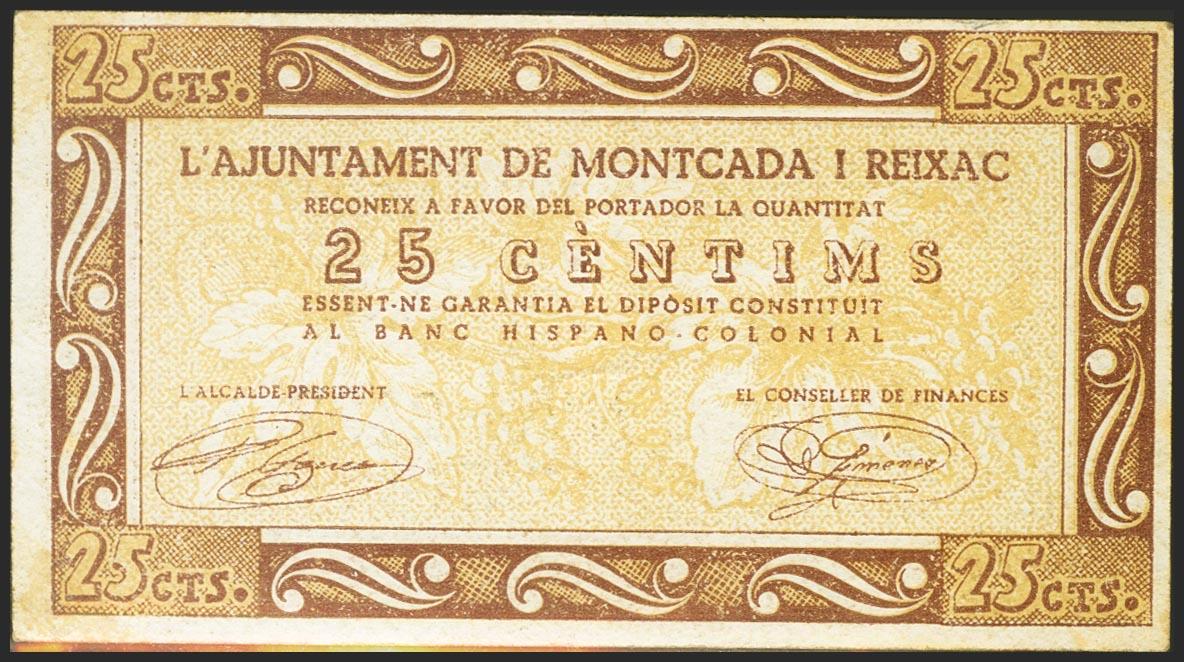 25 CTS. 25 CTS.
L'AJUNTAMENT DE MONTCADA I REIXAC
RECONEIX A FAVOR DEL PORTADOR LA QUANTITAT
25 CÈNTIMS
ESSENT-NE GARANTIA EL DIPÒSIT CONSTITUIT
AL BANC HISPANO-COLONIAL
L'ALCALDE-PRESIDENT EL CONSELLER DE FINANCES
Gimenez
25 CTS. 25 CTS.